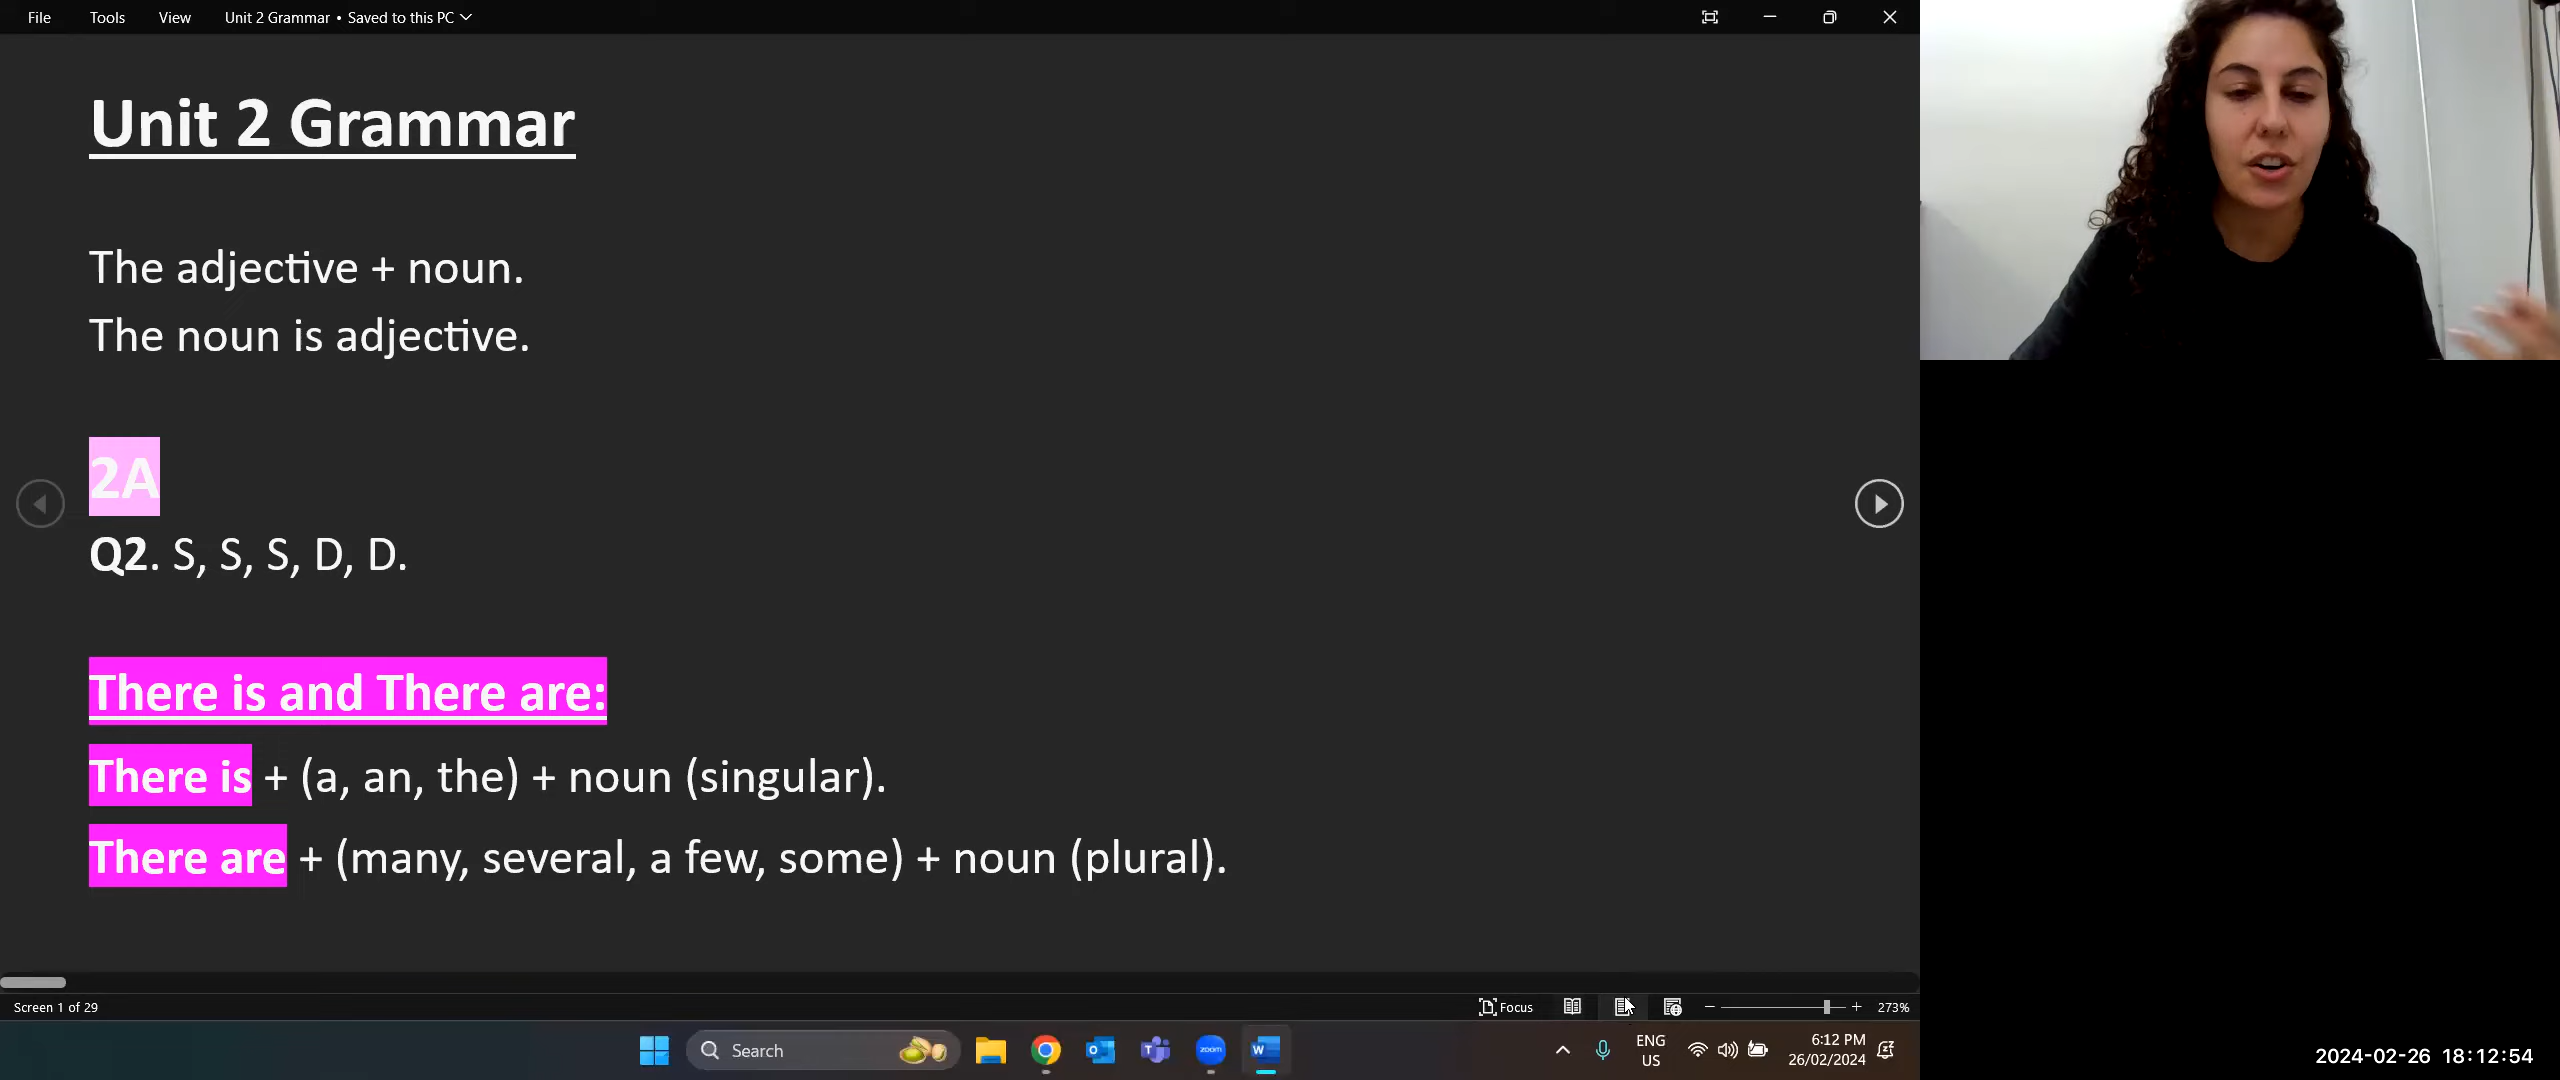 File Tools View Unit 2 Grammar • Saved to this PC
Unit 2 Grammar
The adjective + noun.
The noun is adjective.
2A
Q2. S, S, S, D, D.
There is and There are:
There is + (a, an, the) + noun (singular).
There are + (many, several, a few, some) + noun (plural).
Screen 1 of 29
Focus
273%
Search
zoom
ENG
US
6:12 PM
26/02/2024
2024-02-26 18:12:54